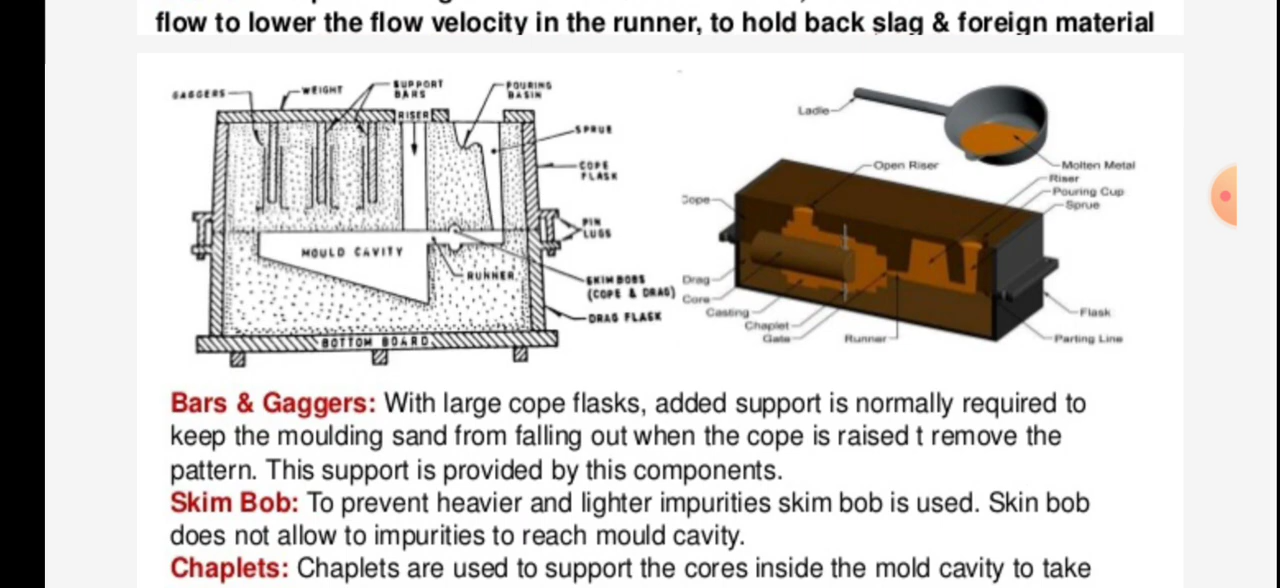 flow to lower the flow velocity in the runner, to hold back slag & foreign material
GAGGERS
WEIGHT
SUPPORT
BARS
POURING
BASIN
RISER
SPRUE
COPE
FLASK
PIN
LUGS
MOULD CAVITY
RUNNER
SKIM BOBS
(COPE & DRAG)
DRAG FLASK
BOTTOM BOARD
Ladle
Open Riser
Molten Metal
Riser
Pouring Cup
Sprue
Cope
Drag
Core
Casting
Chaplet
Gate
Runner
Flask
Parting Line
Bars & Gaggers: With large cope flasks, added support is normally required to
keep the moulding sand from falling out when the cope is raised t remove the
pattern. This support is provided by this components.
Skim Bob: To prevent heavier and lighter impurities skim bob is used. Skin bob
does not allow to impurities to reach mould cavity.
Chaplets: Chaplets are used to support the cores inside the mold cavity to take